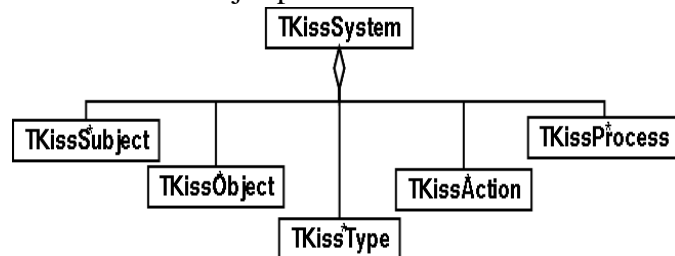 TKissSystem
TKissSubject
*
TKissProcess
*
TKissObject
*
TKissAction
*
TKissType
*